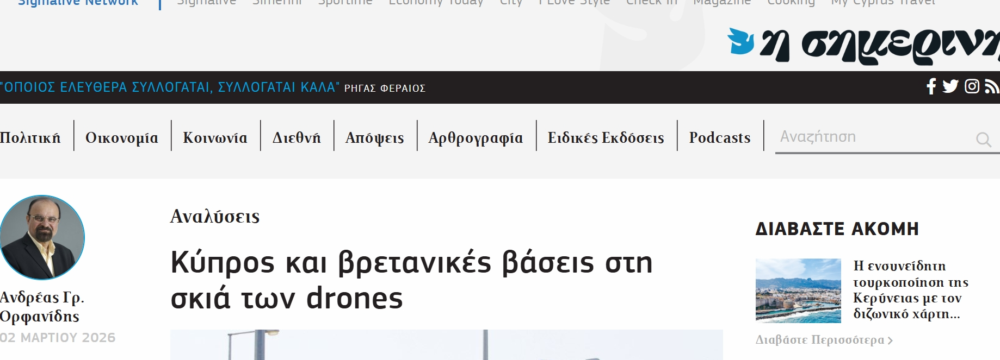 Sigmalive Network
Sigmalive Simerini Sportime Economy Today City I Love Style Check In Magazine Cooking My Cyprus Travel
η σημερινή
"ΟΠΟΙΟΣ ΕΛΕΥΘΕΡΑ ΣΥΛΛΟΓΑΤΑΙ, ΣΥΛΛΟΓΑΤΑΙ ΚΑΛΑ" ΡΗΓΑΣ ΦΕΡΑΙΟΣ
Πολιτική Οικονομία Κοινωνία Διεθνή Απόψεις Αρθρογραφία Ειδικές Εκδόσεις Podcasts Αναζήτηση
Ανδρέας Γρ.
Ορφανίδης
02 ΜΑΡΤΙΟΥ 2026
Αναλύσεις
Κύπρος και βρετανικές βάσεις στη
σκιά των drones
ΔΙΑΒΑΣΤΕ ΑΚΟΜΗ
Η ενσυνείδητη
τουρκοποίηση της
Κερύνειας με τον
διζωνικό χάρτη...
Διαβάστε Περισσότερα